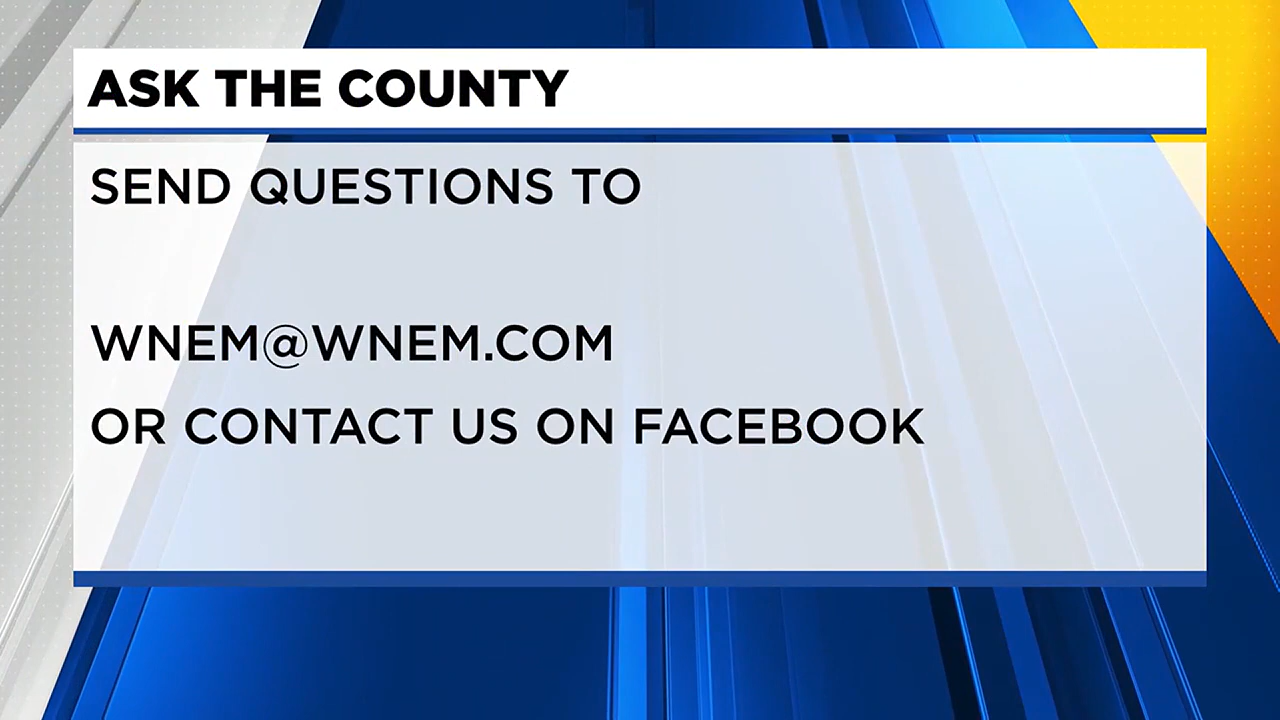 ASK THE COUNTY
SEND QUESTIONS TO
WNEM@WNEM.COM
OR CONTACT US ON FACEBOOK